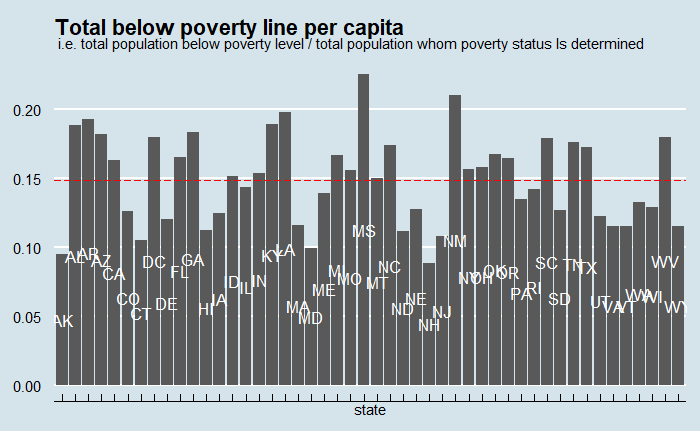 Total below poverty line per capita
i.e. total population below poverty level / total population whom poverty status Is determined
0.20
0.15
0.10
0.05
0.00
AK
AL
AR
AZ
CA
CO
CT
DC
DE
FL
GA
HI
IA
ID
IL
IN
KY
LA
MA
MD
ME
MI
MO
MS
MT
NC
ND
NE
NH
NJ
NM
NY
OH
OK
OR
PA
RI
SC
SD
TN
TX
UT
VA
VT
WA
WI
WV
WY
state